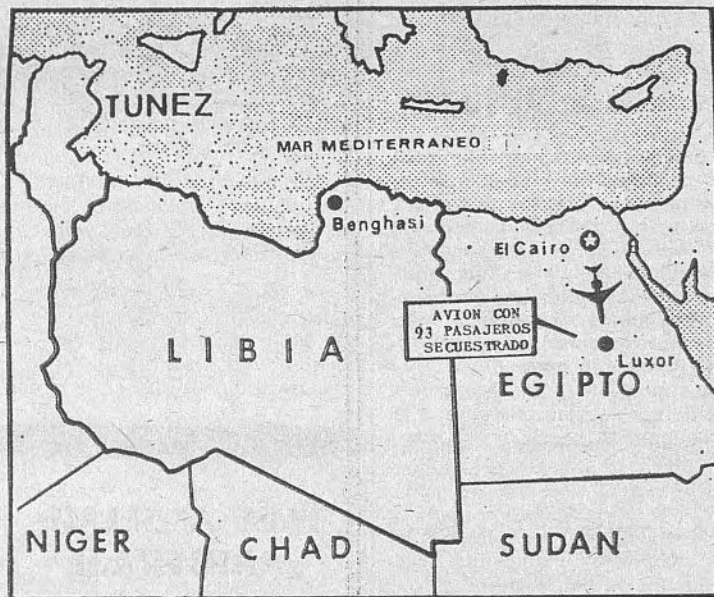 TUNEZ
MAR MEDITERRANEO
Benghasi
El Cairo
AVION CON
93 PASAJEROS
SECUESTRADO
Luxor
LIBIA
EGIPTO
NIGER
CHAD
SUDAN